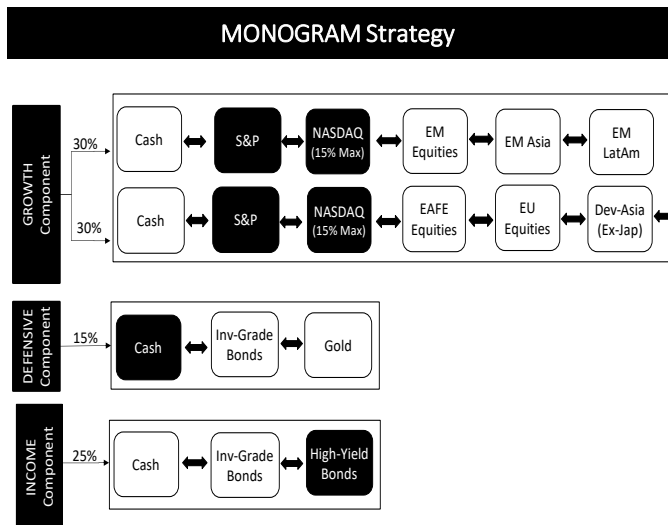 MONOGRAM Strategy
GROWTH
Component
30%
Cash
S&P
NASDAQ
(15% Max)
EM
Equities
EM Asia
EM
LatAm
30%
Cash
S&P
NASDAQ
(15% Max)
EAFE
Equities
EU
Equities
Dev-Asia
(Ex-Jap)
DEFENSIVE
Component
15%
Cash
Inv-Grade
Bonds
Gold
INCOME
Component
25%
Cash
Inv-Grade
Bonds
High-Yield
Bonds